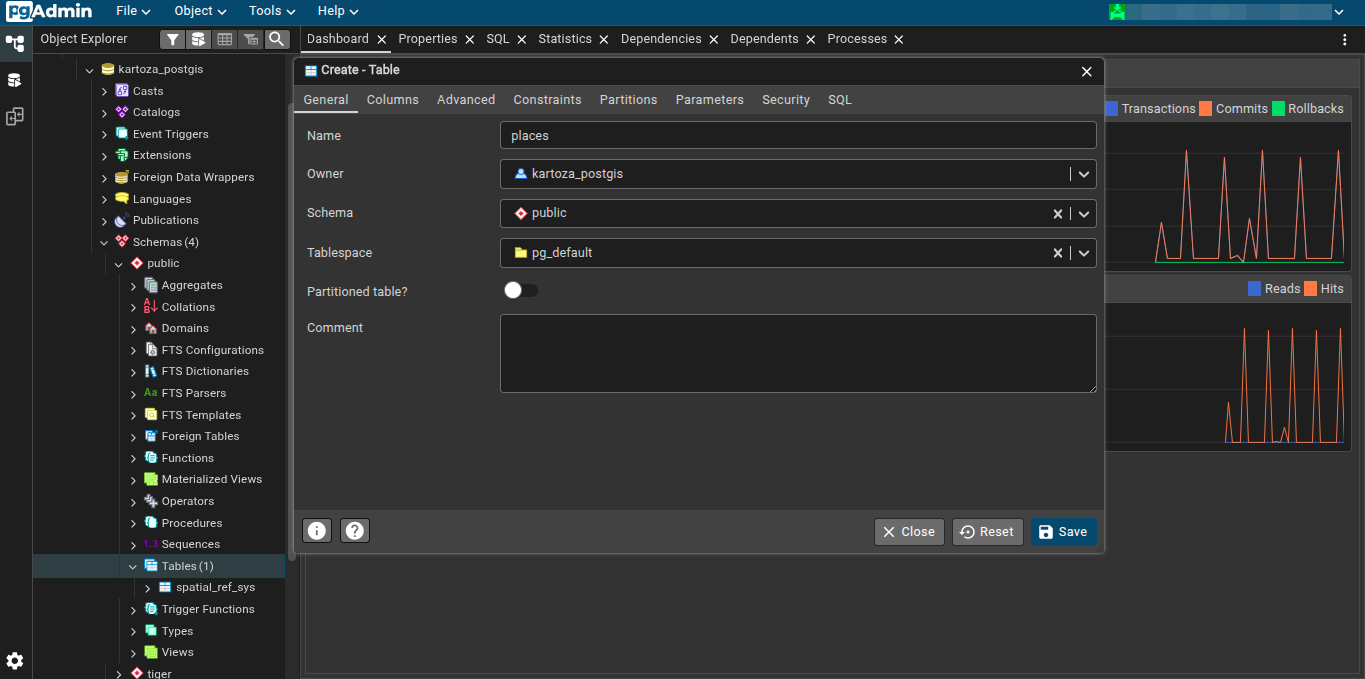 pgAdmin File Object Tools Help
Object Explorer
Dashboard Properties SQL Statistics Dependencies Dependents Processes
kartoza_postgis
Casts
Catalogs
Event Triggers
Extensions
Foreign Data Wrappers
Languages
Publications
Schemas (4)
public
Aggregates
Collations
Domains
FTS Configurations
FTS Dictionaries
Aa FTS Parsers
FTS Templates
Foreign Tables
Functions
Materialized Views
Operators
Procedures
1..3 Sequences
Tables (1)
spatial_ref_sys
Trigger Functions
Types
Views
tiger
Create - Table
General Columns Advanced Constraints Partitions Parameters Security SQL
Name places
Owner kartoza_postgis
Schema public
Tablespace pg_default
Partitioned table?
Comment
Close Reset Save
Transactions Commits Rollbacks
Reads Hits